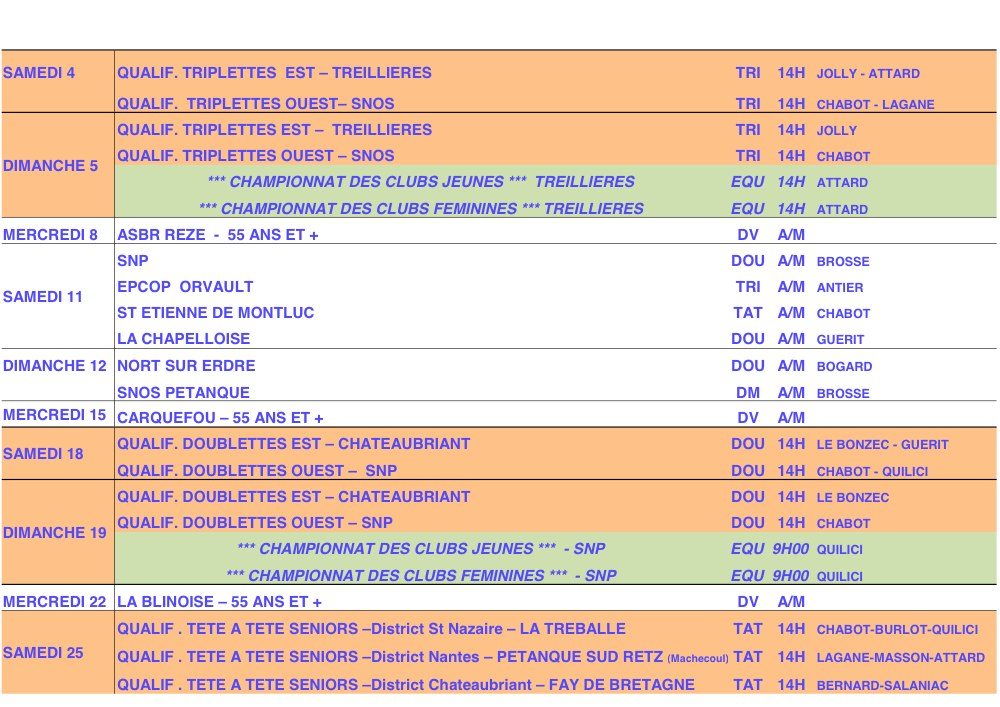 SAMEDI 4 QUALIF. TRIPLETTES EST – TREILLIERES TRI 14H JOLLY - ATTARD
QUALIF. TRIPLETTES OUEST– SNOS TRI 14H CHABOT - LAGANE
QUALIF. TRIPLETTES EST – TREILLIERES TRI 14H JOLLY
DIMANCHE 5 QUALIF. TRIPLETTES OUEST – SNOS TRI 14H CHABOT
*** CHAMPIONNAT DES CLUBS JEUNES *** TREILLIERES EQU 14H ATTARD
*** CHAMPIONNAT DES CLUBS FEMININES *** TREILLIERES EQU 14H ATTARD
MERCREDI 8 ASBR REZE - 55 ANS ET + DV A/M
SNP DOU A/M BROSSE
SAMEDI 11 EPCOP ORVAULT TRI A/M ANTIER
ST ETIENNE DE MONTLUC TAT A/M CHABOT
LA CHAPELLOISE DOU A/M GUERIT
DIMANCHE 12 NORT SUR ERDRE DOU A/M BOGARD
SNOS PETANQUE DM A/M BROSSE
MERCREDI 15 CARQUEFOU – 55 ANS ET + DV A/M
SAMEDI 18 QUALIF. DOUBLETTES EST – CHATEAUBRIANT DOU 14H LE BONZEC - GUERIT
QUALIF. DOUBLETTES OUEST – SNP DOU 14H CHABOT - QUILICI
QUALIF. DOUBLETTES EST – CHATEAUBRIANT DOU 14H LE BONZEC
DIMANCHE 19 QUALIF. DOUBLETTES OUEST – SNP DOU 14H CHABOT
*** CHAMPIONNAT DES CLUBS JEUNES *** - SNP EQU 9H00 QUILICI
*** CHAMPIONNAT DES CLUBS FEMININES *** - SNP EQU 9H00 QUILICI
MERCREDI 22 LA BLINOISE – 55 ANS ET + DV A/M
QUALIF . TETE A TETE SENIORS –District St Nazaire – LA TREBALLE TAT 14H CHABOT-BURLOT-QUILICI
SAMEDI 25 QUALIF . TETE A TETE SENIORS –District Nantes – PETANQUE SUD RETZ (Machecoul) TAT 14H LAGANE-MASSON-ATTARD
QUALIF . TETE A TETE SENIORS –District Chateaubriant – FAY DE BRETAGNE TAT 14H BERNARD-SALANIAC